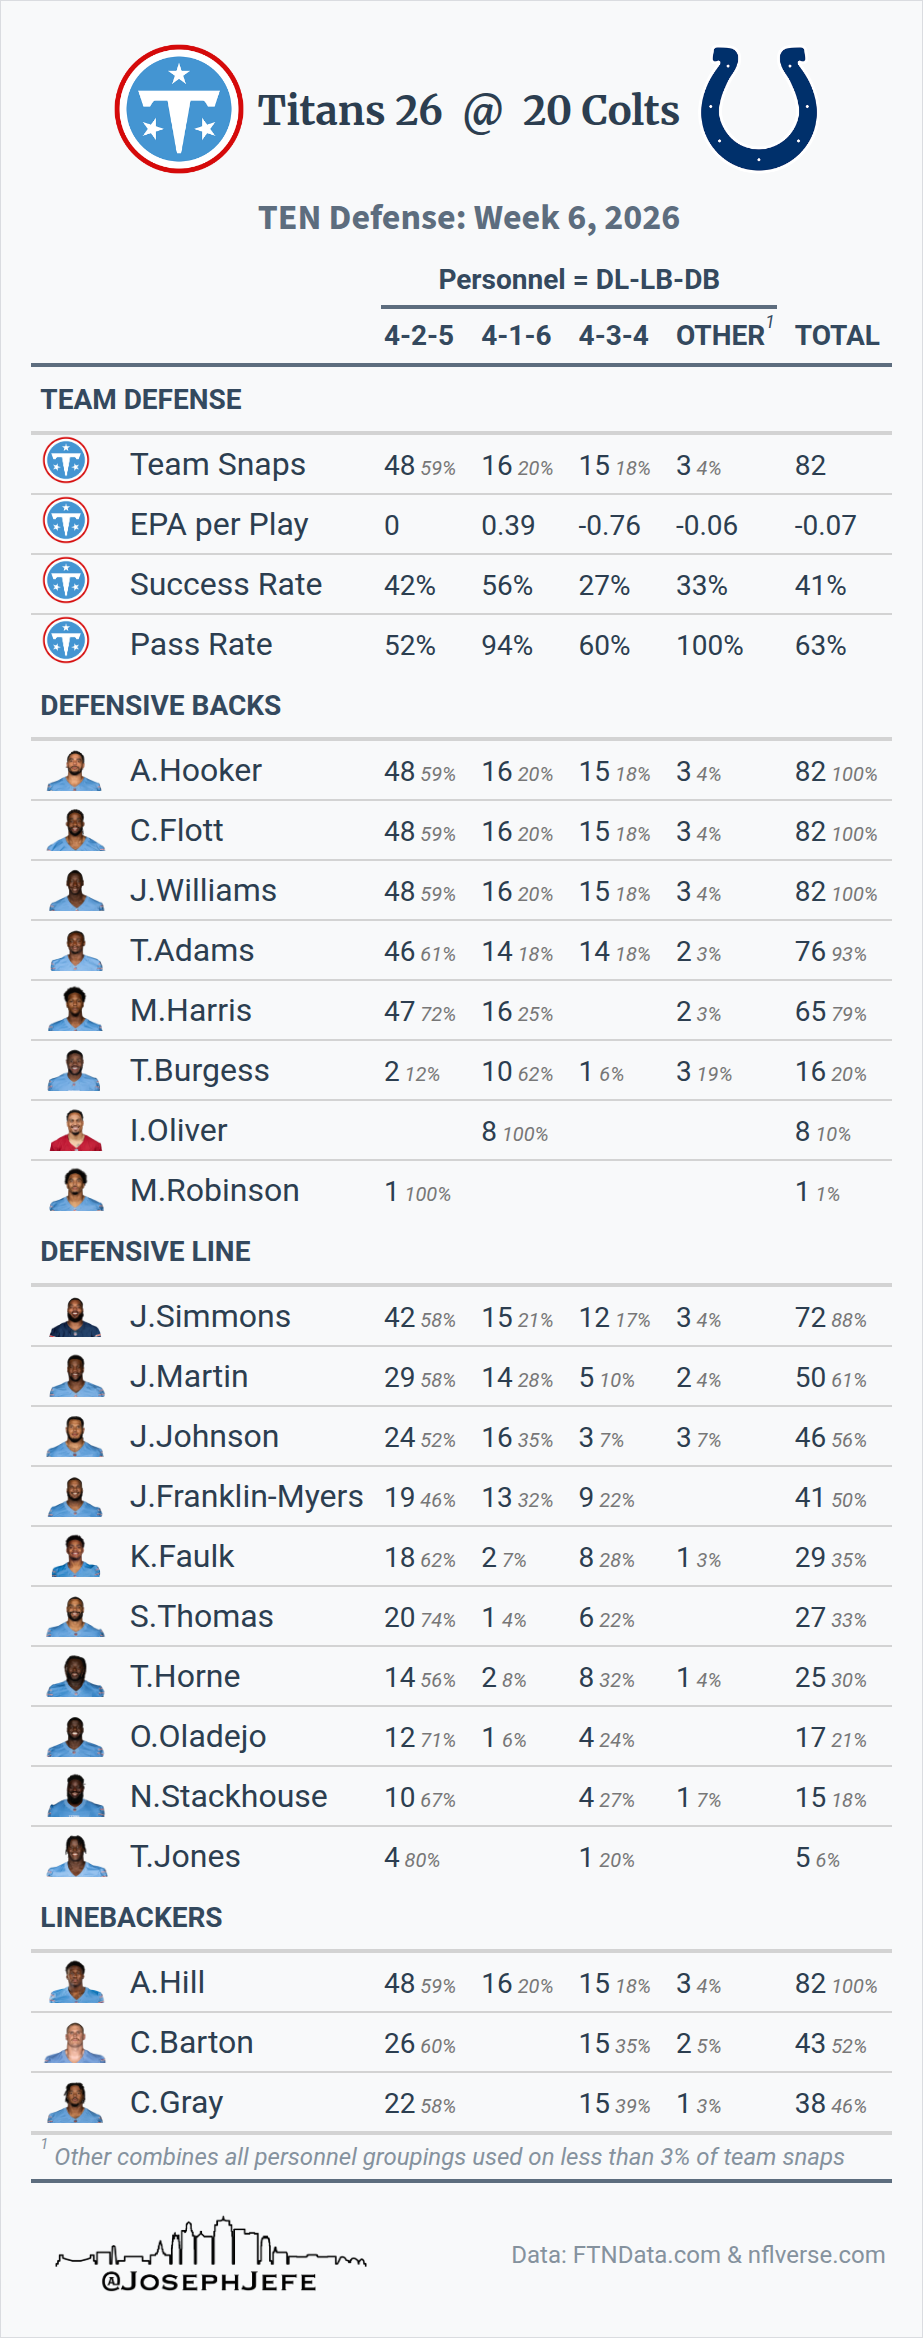 Titans 26 @ 20 Colts
TEN Defense: Week 6, 2026
Personnel = DL-LB-DB
4-2-5 4-1-6 4-3-4 OTHER¹ TOTAL
TEAM DEFENSE
Team Snaps 48 59% 16 20% 15 18% 3 4% 82
EPA per Play 0 0.39 -0.76 -0.06 -0.07
Success Rate 42% 56% 27% 33% 41%
Pass Rate 52% 94% 60% 100% 63%
DEFENSIVE BACKS
A.Hooker 48 59% 16 20% 15 18% 3 4% 82 100%
C.Flott 48 59% 16 20% 15 18% 3 4% 82 100%
J.Williams 48 59% 16 20% 15 18% 3 4% 82 100%
T.Adams 46 61% 14 18% 14 18% 2 3% 76 93%
M.Harris 47 72% 16 25% 2 3% 65 79%
T.Burgess 2 12% 10 62% 1 6% 3 19% 16 20%
I.Oliver 8 100% 8 10%
M.Robinson 1 100% 1 1%
DEFENSIVE LINE
J.Simmons 42 58% 15 21% 12 17% 3 4% 72 88%
J.Martin 29 58% 14 28% 5 10% 2 4% 50 61%
J.Johnson 24 52% 16 35% 3 7% 3 7% 46 56%
J.Franklin-Myers 19 46% 13 32% 9 22% 41 50%
K.Faulk 18 62% 2 7% 8 28% 1 3% 29 35%
S.Thomas 20 74% 1 4% 6 22% 27 33%
T.Horne 14 56% 2 8% 8 32% 1 4% 25 30%
O.Oladejo 12 71% 1 6% 4 24% 17 21%
N.Stackhouse 10 67% 4 27% 1 7% 15 18%
T.Jones 4 80% 1 20% 5 6%
LINEBACKERS
A.Hill 48 59% 16 20% 15 18% 3 4% 82 100%
C.Barton 26 60% 15 35% 2 5% 43 52%
C.Gray 22 58% 15 39% 1 3% 38 46%
¹ Other combines all personnel groupings used on less than 3% of team snaps
@JOSEPHJEFE
Data: FTNData.com & nflverse.com